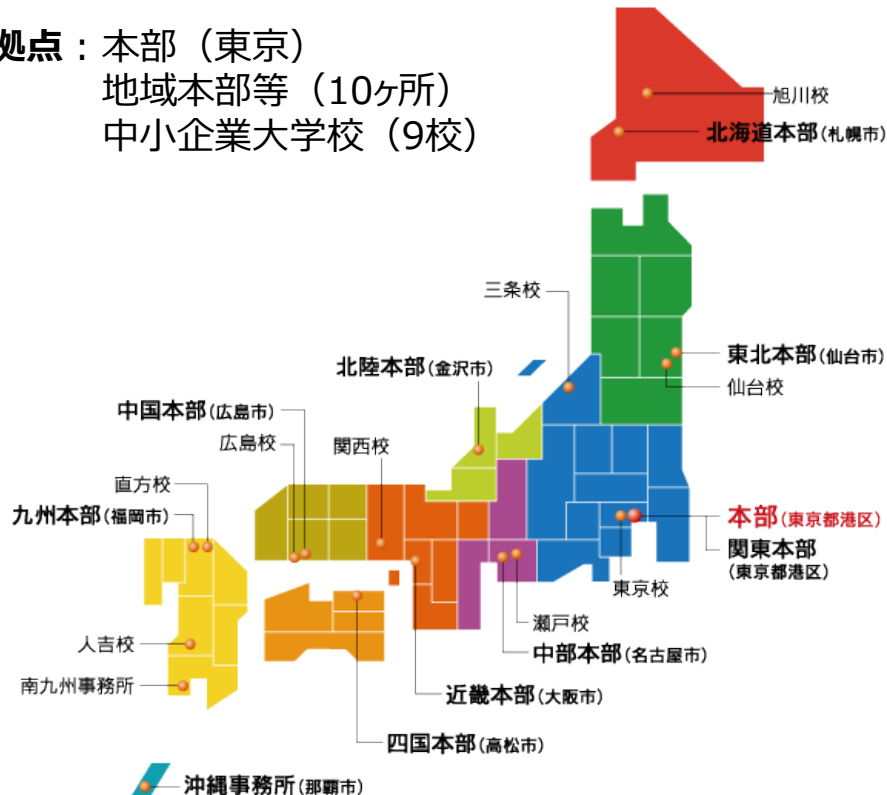 拠点：本部（東京）
地域本部等（10ヶ所）
中小企業大学校（9校）
旭川校
北海道本部(札幌市)
三条校
東北本部(仙台市)
北陸本部(金沢市)
仙台校
中国本部(広島市)
広島校
関西校
直方校
九州本部(福岡市)
本部(東京都港区)
関東本部
(東京都港区)
東京校
瀬戸校
人吉校
中部本部(名古屋市)
南九州事務所
近畿本部(大阪市)
四国本部(高松市)
沖縄事務所(那覇市)